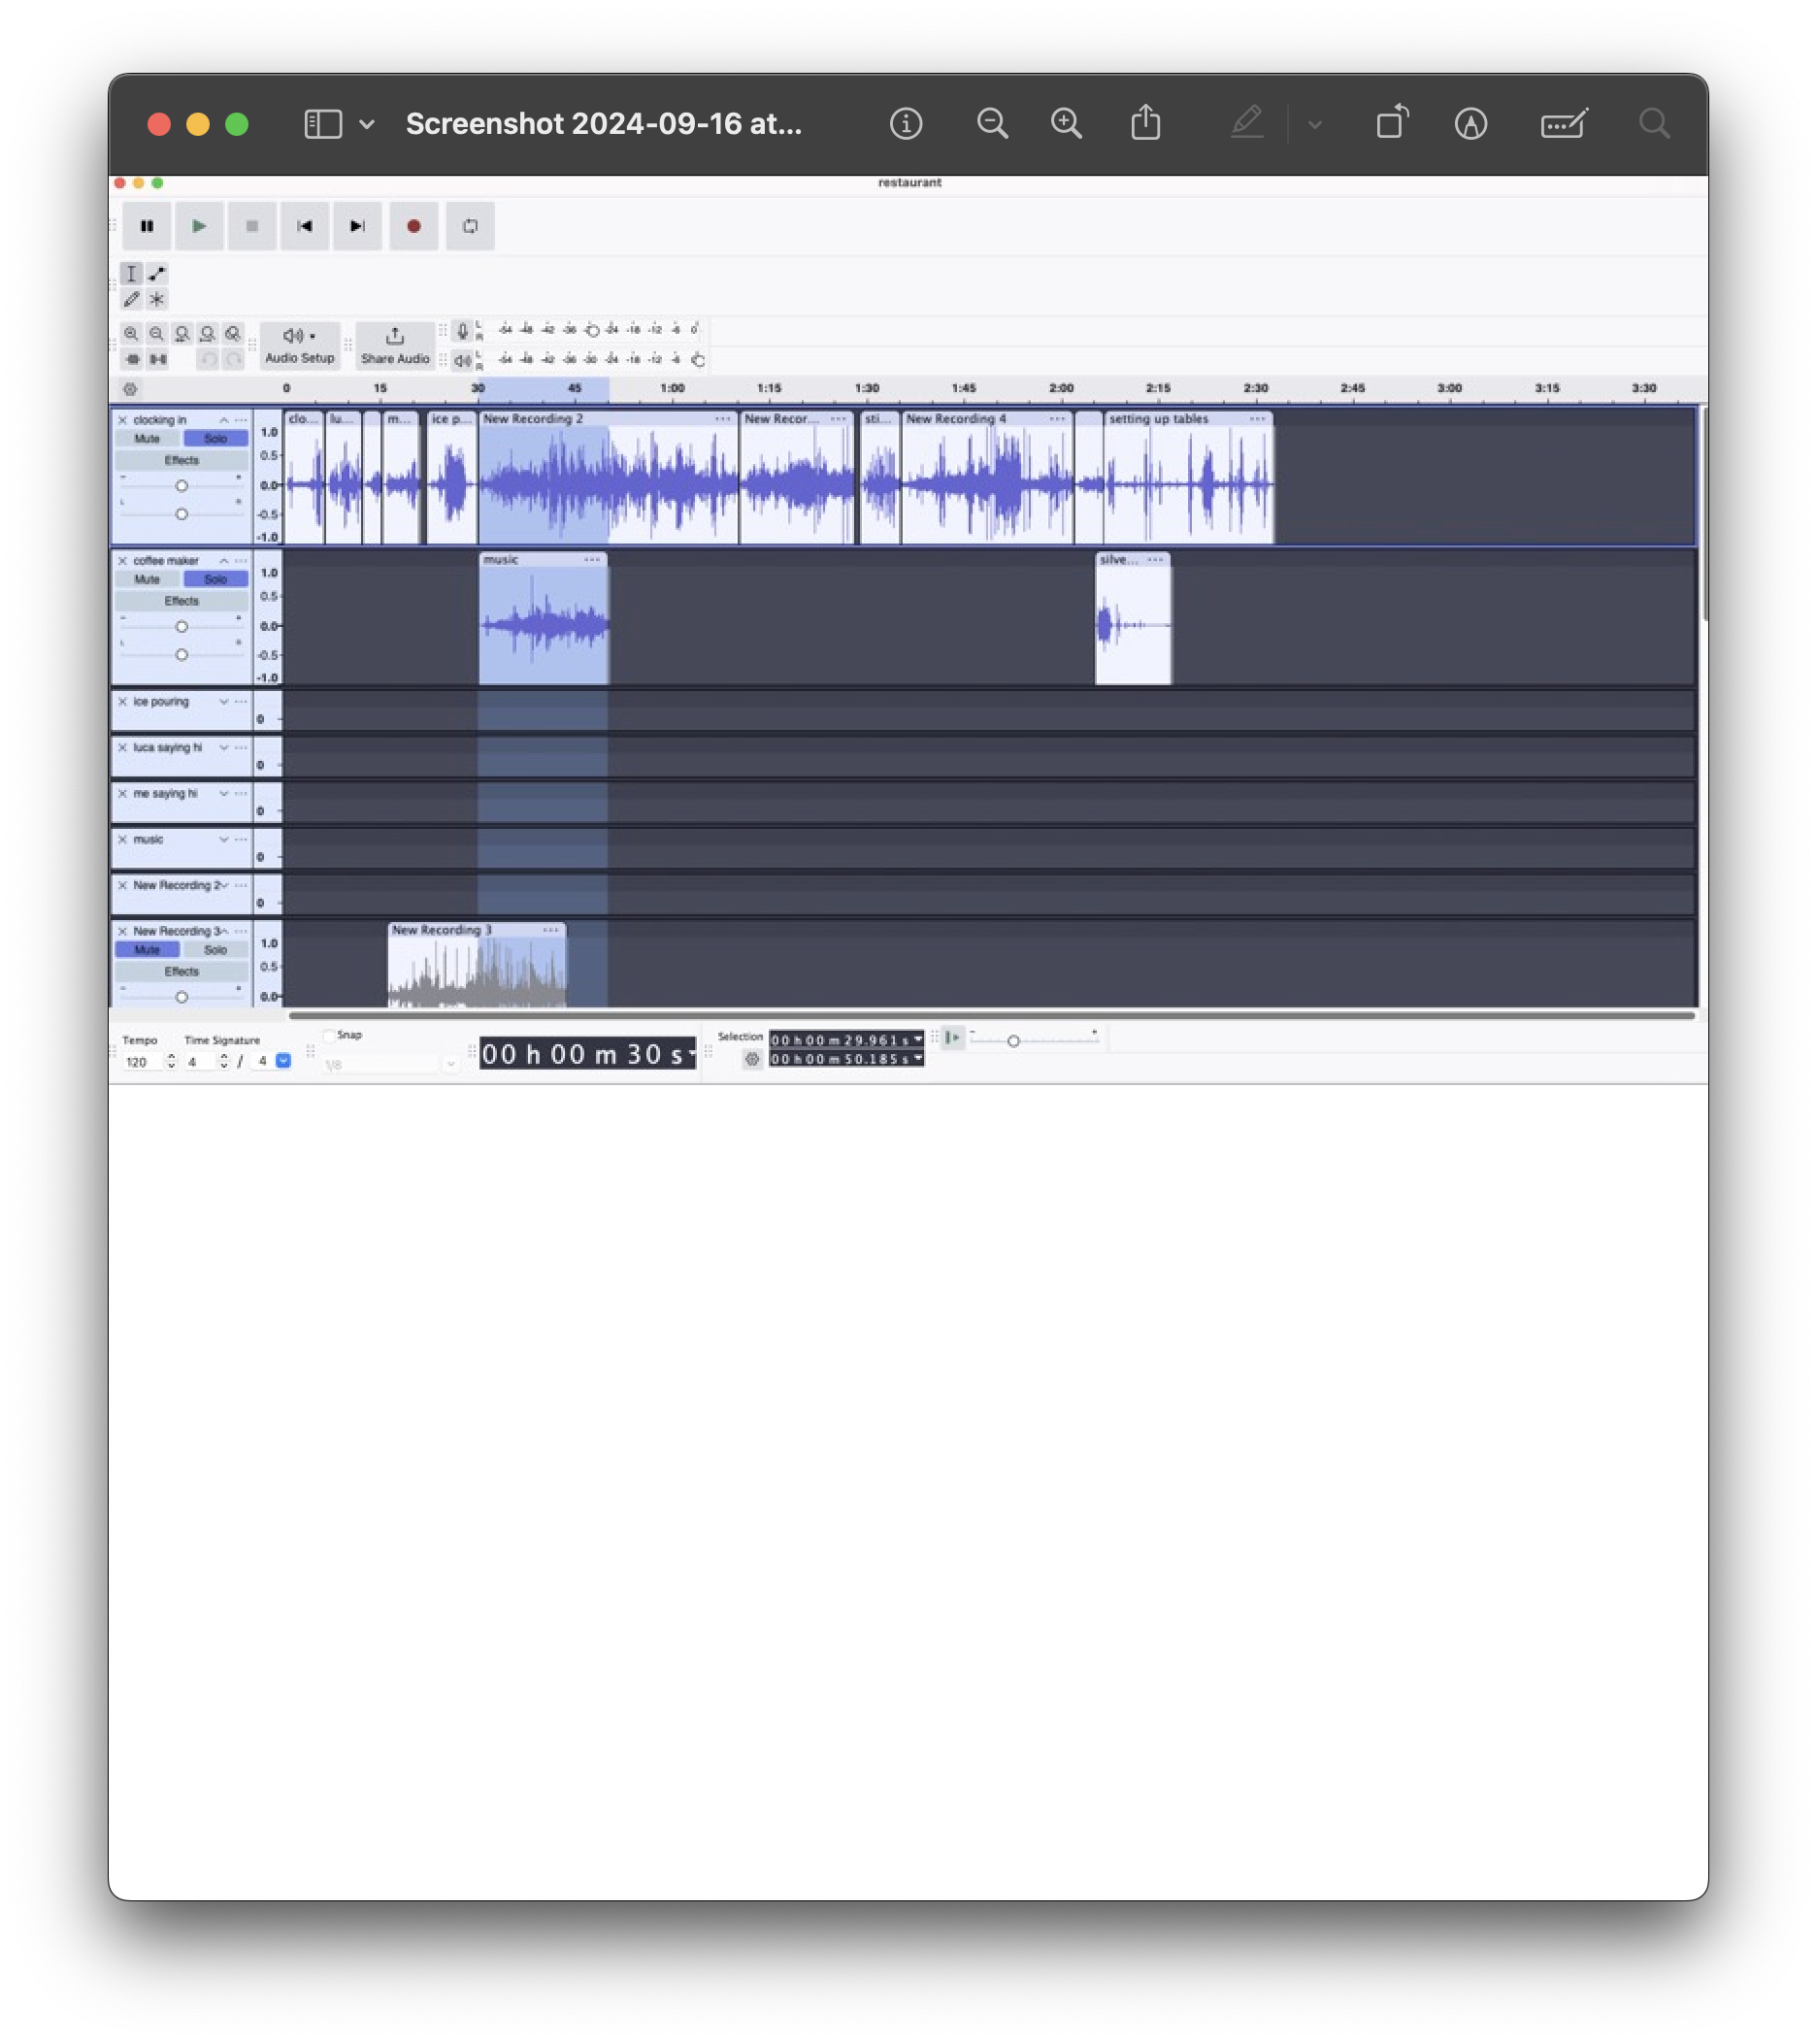 Screenshot 2024-09-16 at...
restaurant
Audio Setup
Share Audio
L
R
-54 -48 -42 -36 -24 -18 -12 -6 0
L
R
-54 -48 -42 -36 -30 -24 -18 -12 -6
0 15 30 45 1:00 1:15 1:30 1:45 2:00 2:15 2:30 2:45 3:00 3:15 3:30
clocking in
Mute Solo
Effects
- +
L R
1.0
0.5
0.0
-0.5
-1.0
clo... lu... m... ice p... New Recording 2 New Recor... sti... New Recording 4 setting up tables
coffee maker
Mute Solo
Effects
- +
L R
1.0
0.5
0.0
-0.5
-1.0
music silve...
ice pouring
0
luca saying hi
0
me saying hi
0
music
0
New Recording 2
0
New Recording 3
Mute Solo
Effects
- +
1.0
0.5
0.0
New Recording 3
Tempo
120
Time Signature
4 / 4
Snap
1/8
00 h 00 m 30 s
Selection
00 h 00 m 29.961 s
00 h 00 m 50.185 s
- +